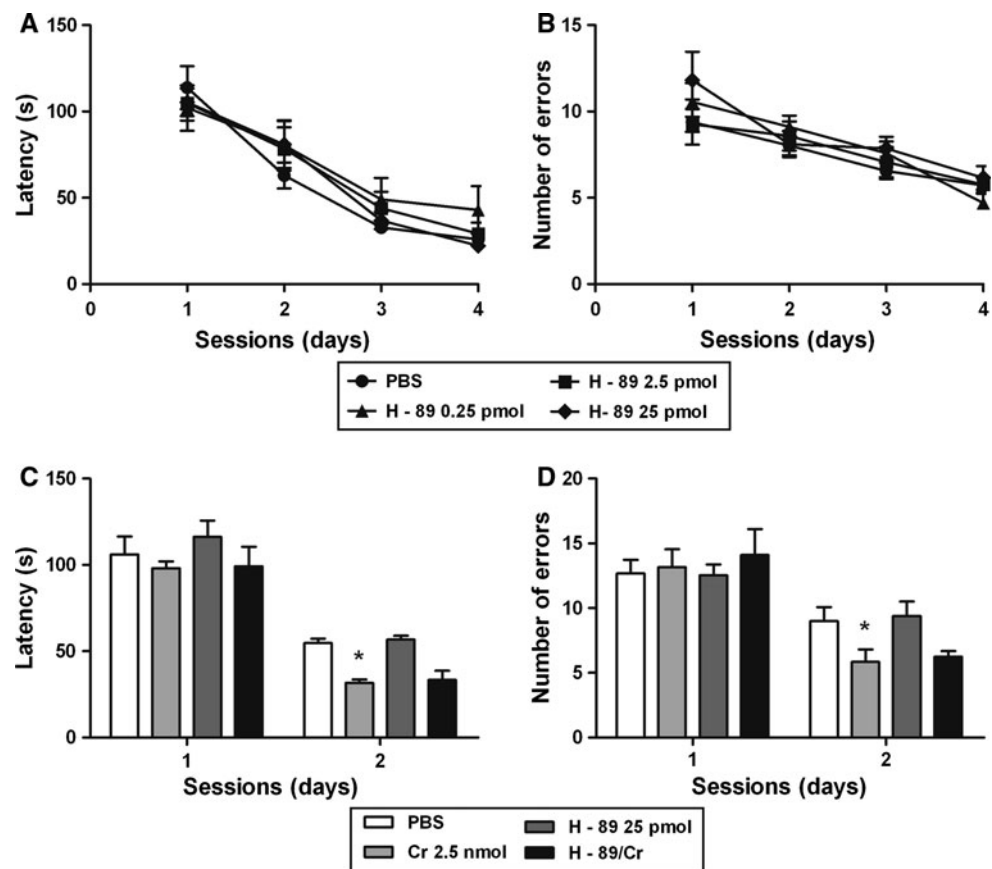 A
150
100
50
0
Latency (s)
0 1 2 3 4
Sessions (days)
B
15
10
5
0
Number of errors
0 1 2 3 4
Sessions (days)
PBS
H - 89 2.5 pmol
H - 89 0.25 pmol
H- 89 25 pmol
C
150
100
50
0
Latency (s)
*
1 2
Sessions (days)
D
20
15
10
5
0
Number of errors
*
1 2
Sessions (days)
PBS
H - 89 25 pmol
Cr 2.5 nmol
H - 89/Cr